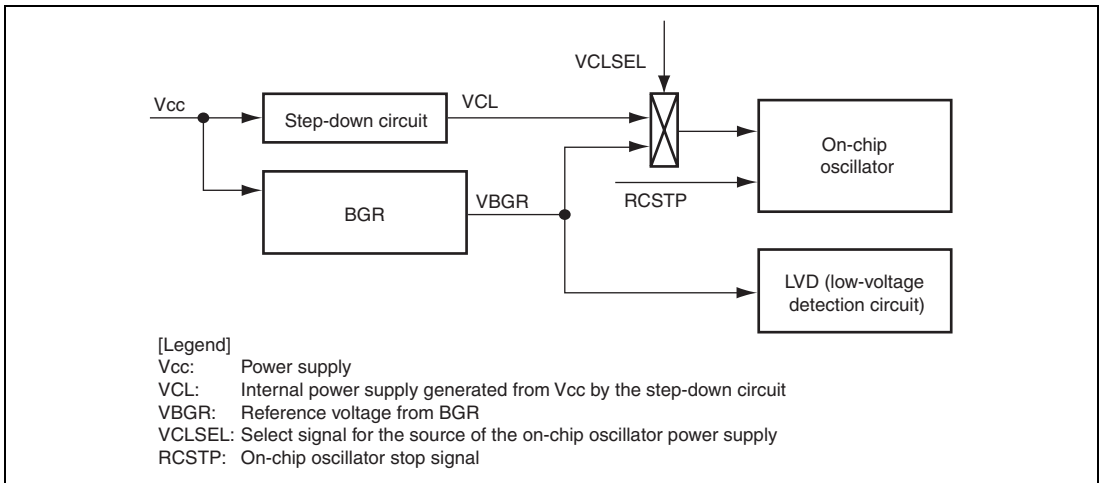 VCLSEL
Vcc
VCL
Step-down circuit
On-chip
oscillator
BGR
VBGR
RCSTP
LVD (low-voltage
detection circuit)
[Legend]
Vcc: Power supply
VCL: Internal power supply generated from Vcc by the step-down circuit
VBGR: Reference voltage from BGR
VCLSEL: Select signal for the source of the on-chip oscillator power supply
RCSTP: On-chip oscillator stop signal